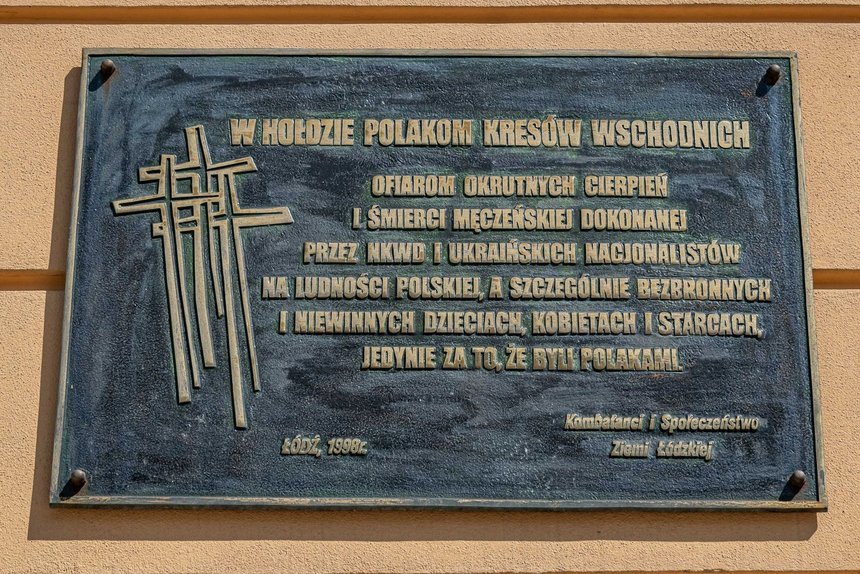 W HOŁDZIE POLAKOM KRESÓW WSCHODNICH
OFIAROM OKRUTNYCH CIERPIEŃ
I ŚMIERCI MĘCZEŃSKIEJ DOKONANEJ
PRZEZ NKWD I UKRAIŃSKICH NACJONALISTÓW
NA LUDNOŚCI POLSKIEJ, A SZCZEGÓLNIE BEZBRONNYCH
I NIEWINNYCH DZIECIACH, KOBIETACH I STARCACH,
JEDYNIE ZA TO, ŻE BYLI POLAKAMI.
Kombatanci i Społeczeństwo
Ziemi Łódzkiej
ŁÓDŹ, 1998r.